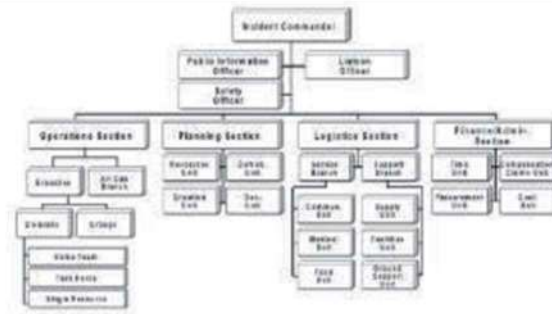 Incident Commander
Public Information
Officer
Liaison
Officer
Safety
Officer
Operations Section
Planning Section
Logistics Section
Finance/Admin.
Section
Branches
Air Ops
Branch
Resources
Unit
Demob.
Unit
Service
Branch
Support
Branch
Time
Unit
Compensation
Claims Unit
Situation
Unit
Doc.
Unit
Commun.
Unit
Supply
Unit
Procurement
Unit
Cost
Unit
Divisions
Groups
Medical
Unit
Facilities
Unit
Strike Team
Task Force
Food
Unit
Ground
Support
Unit
Single Resource